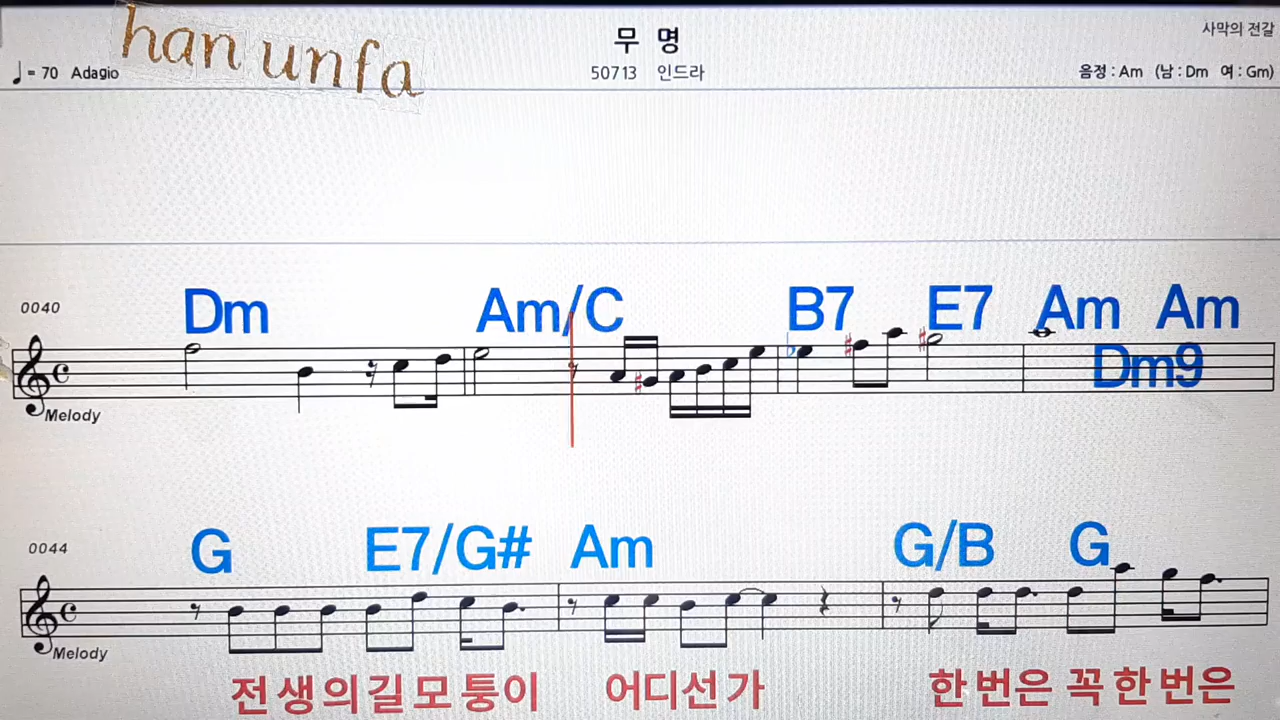 han unfa
무 명
사막의 전갈
♩= 70 Adagio
50713 인드라
음정 : Am (남 : Dm 여 : Gm)
0040
Dm Am/C B7 E7 Am Am
Dm9
Melody
0044
G E7/G# Am G/B G
Melody
전 생 의 길 모 퉁 이 어 디 선 가 한 번 은 꼭 한 번 은